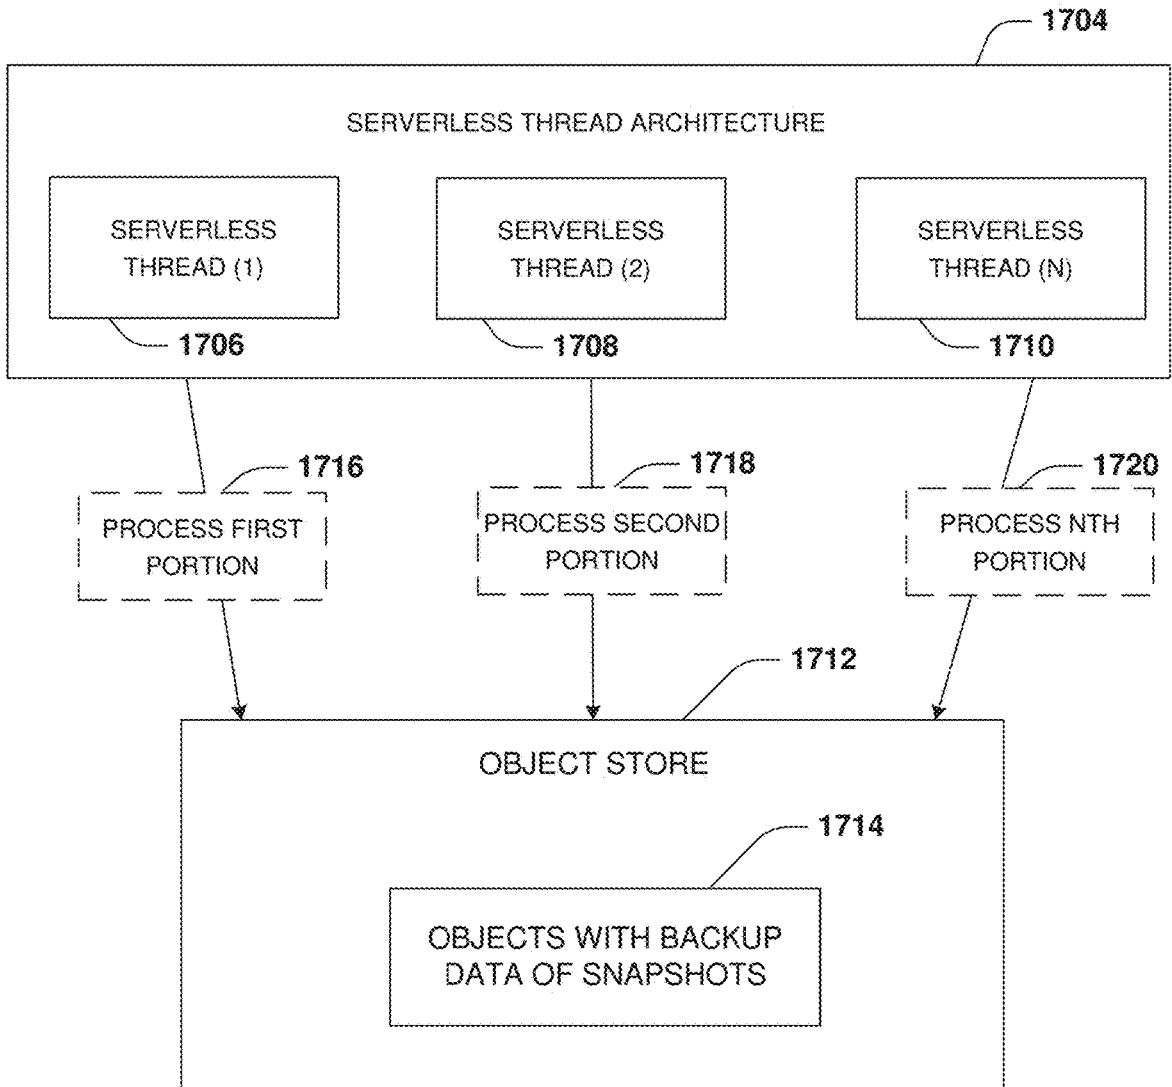 1704
SERVERLESS THREAD ARCHITECTURE
SERVERLESS
THREAD (1)
SERVERLESS
THREAD (2)
SERVERLESS
THREAD (N)
1706
1708
1710
1716
1718
1720
PROCESS FIRST
PORTION
PROCESS SECOND
PORTION
PROCESS NTH
PORTION
1712
OBJECT STORE
1714
OBJECTS WITH BACKUP
DATA OF SNAPSHOTS